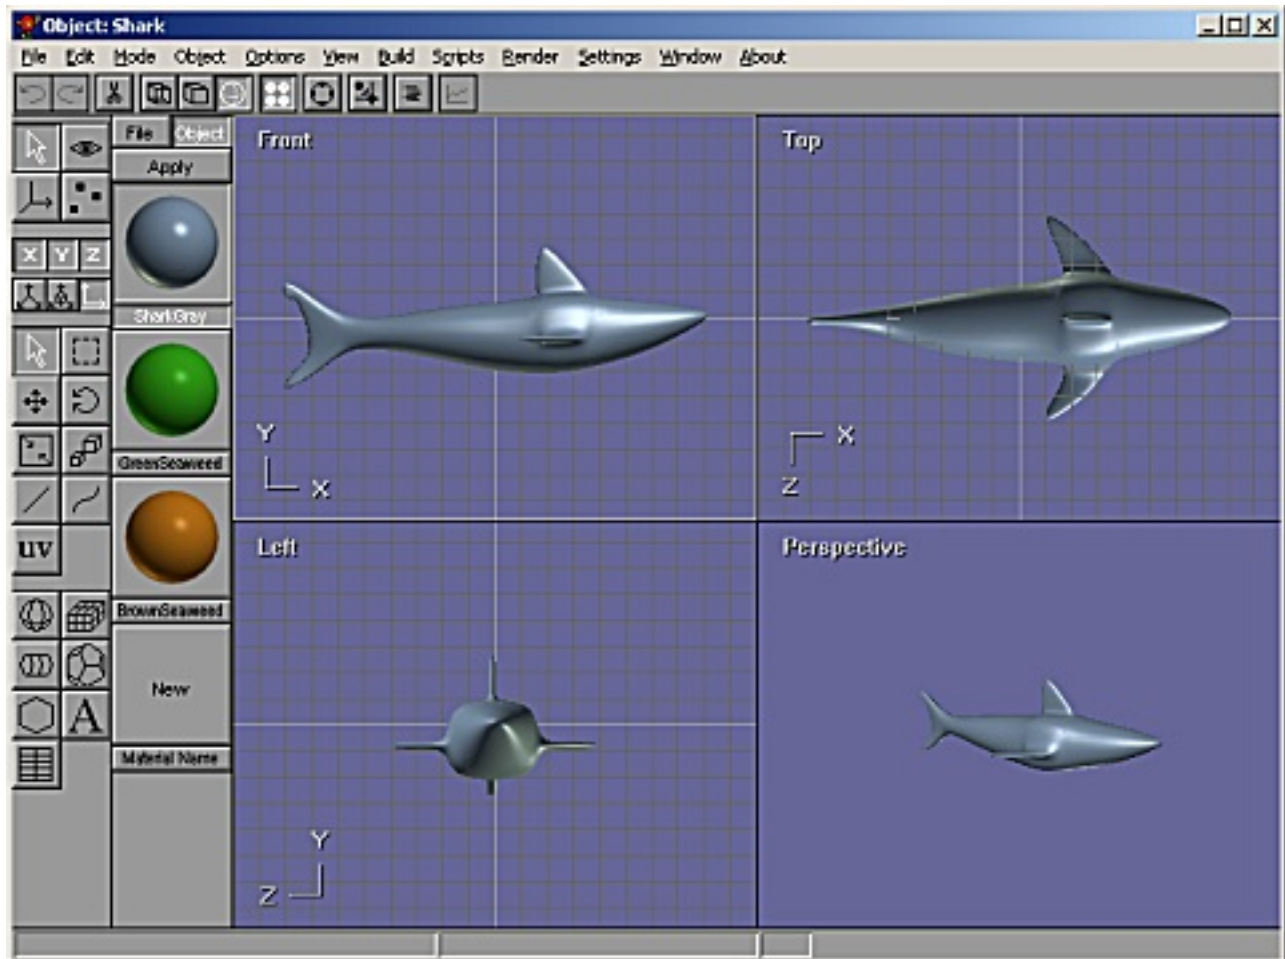 Object: Shark
File Edit Mode Object Options View Build Scripts Render Settings Window About
File Object
Apply
SharkGray
GreenSeaweed
BrownSeaweed
New
Material Name
X Y Z
uv
A
Front
Y
X
Top
X
Z
Left
Y
Z
Perspective